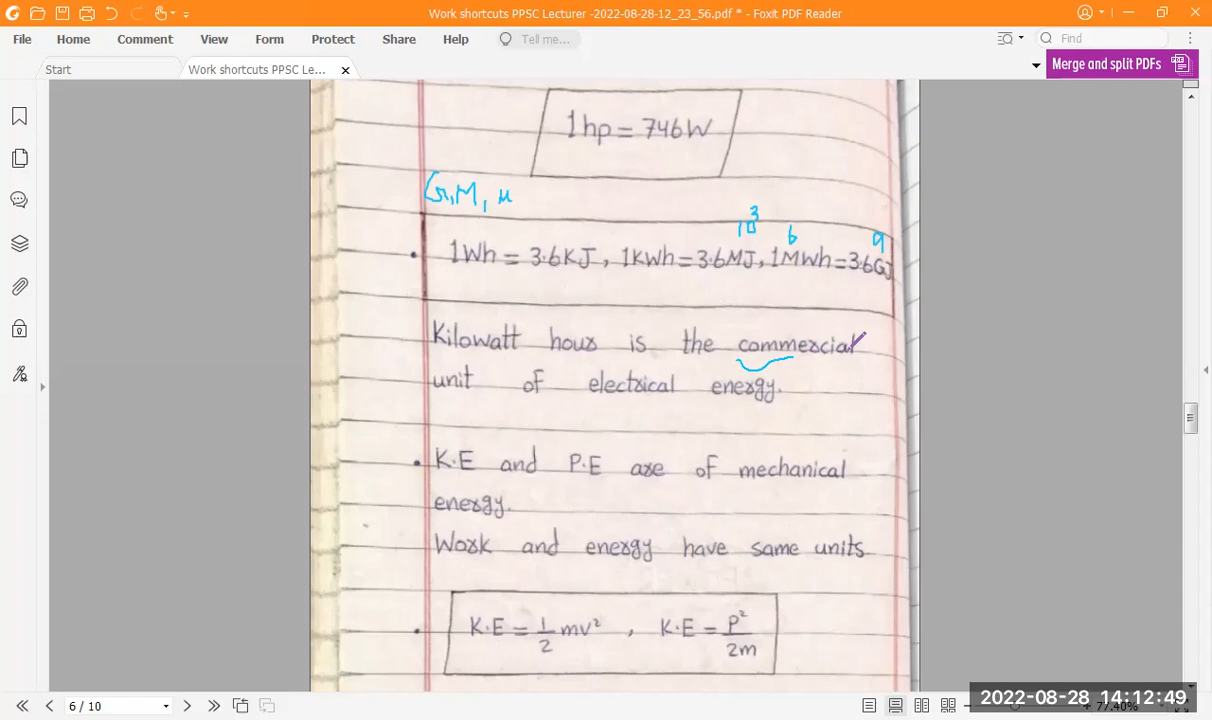 Work shortcuts PPSC Lecturer -2022-08-28-12_23_56.pdf * - Foxit PDF Reader
File Home Comment View Form Protect Share Help Tell me... Find
Start Work shortcuts PPSC Le... Merge and split PDFs
1hp = 746W
G, M, μ
10³ 6 9
• 1Wh = 3.6KJ, 1KWh = 3.6MJ, 1MWh = 3.6GJ
Kilowatt hour is the commercial
unit of electrical energy.
• K.E and P.E are of mechanical
energy.
Work and energy have same units
• K.E = 1/2 mv² , K.E = P²/2m
6 / 10
2022-08-28 14:12:49
77.40%